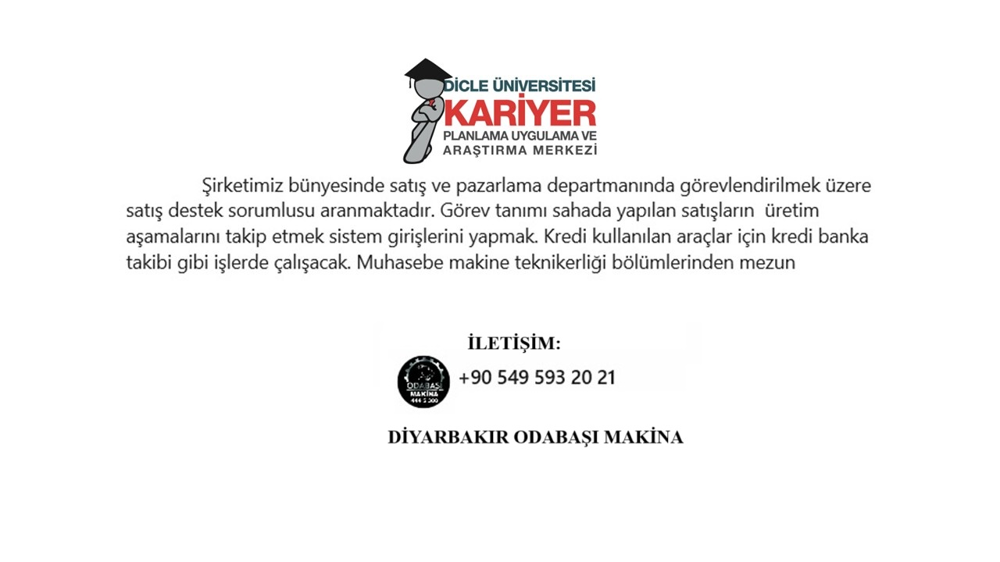 DİCLE ÜNİVERSİTESİ
KARİYER
PLANLAMA UYGULAMA VE
ARAŞTIRMA MERKEZİ
Şirketimiz bünyesinde satış ve pazarlama departmanında görevlendirilmek üzere
satış destek sorumlusu aranmaktadır. Görev tanımı sahada yapılan satışların üretim
aşamalarını takip etmek sistem girişlerini yapmak. Kredi kullanılan araçlar için kredi banka
takibi gibi işlerde çalışacak. Muhasebe makine teknikerliği bölümlerinden mezun
İLETİŞİM:
ODABAŞI
MAKİNA
+90 549 593 20 21
DİYARBAKIR ODABAŞI MAKİNA